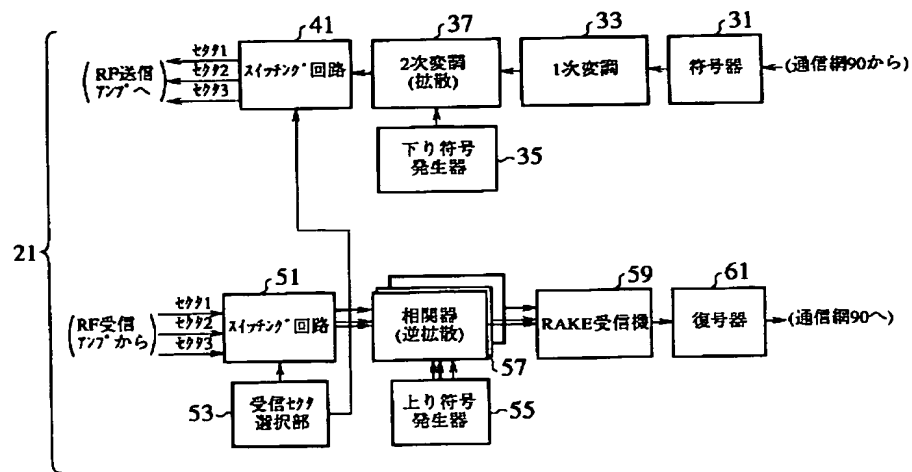 21
41
37
33
31
セクタ1
セクタ2
セクタ3
(RP送信
アンプへ)
スイッチング回路
2次変調
(拡散)
1次変調
符号器
(通信網90から)
下り符号
発生器
35
51
59
61
セクタ1
セクタ2
セクタ3
(RF受信
アンプから)
スイッチング回路
相関器
(逆拡散)
57
RAKE受信機
復号器
(通信網90へ)
53
受信セクタ
選択部
上り符号
発生器
55